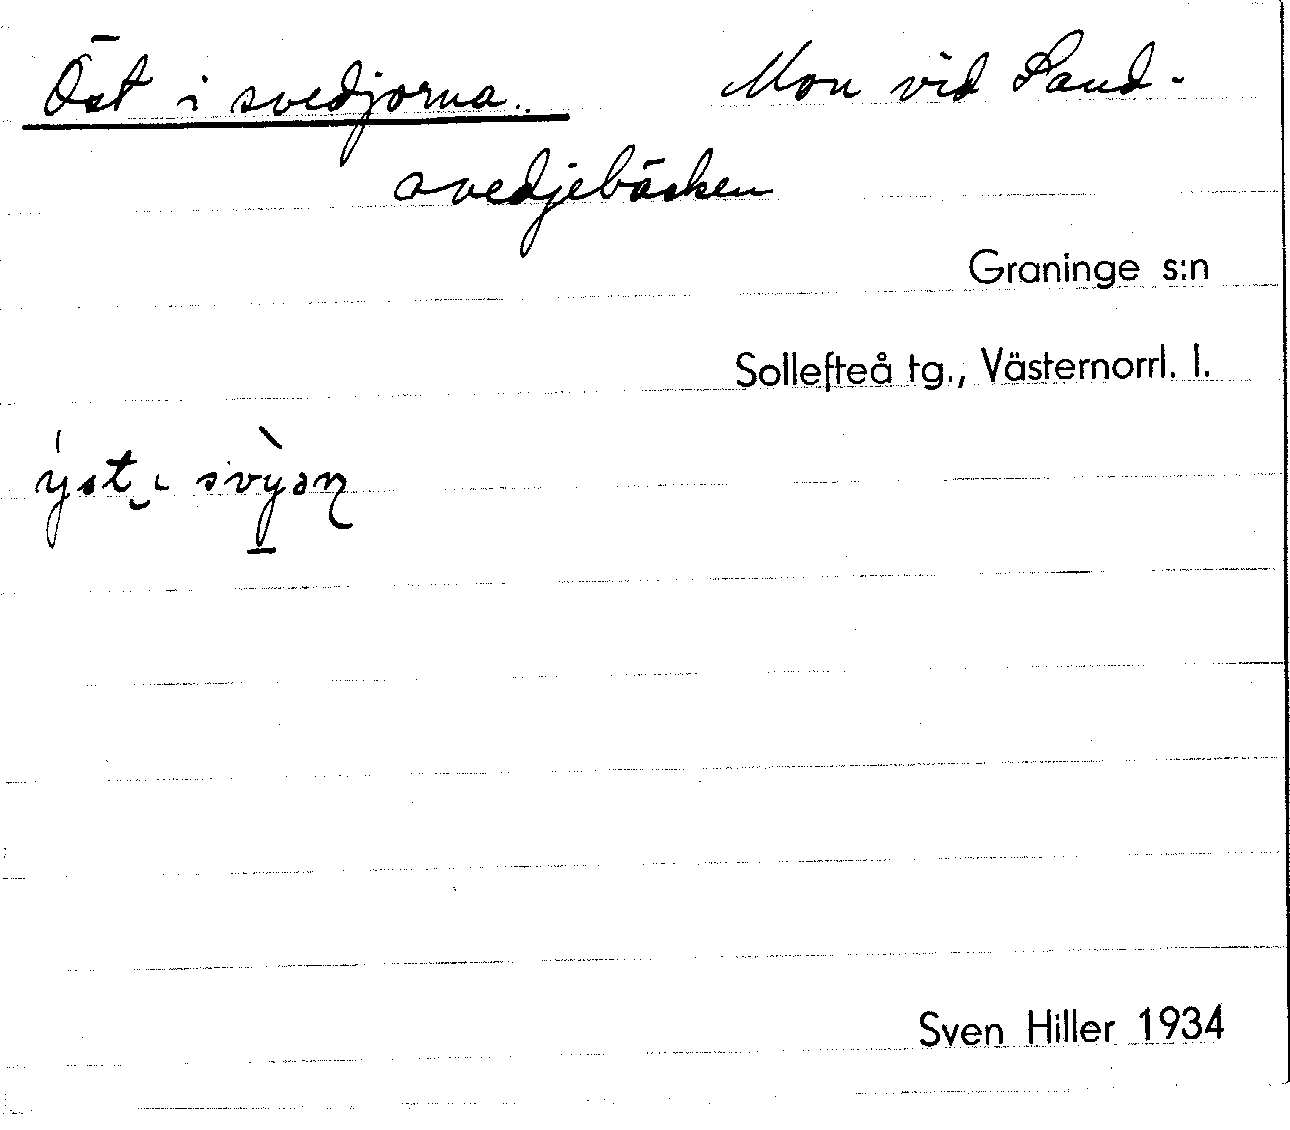 Öst i svedjorna. Mon vid Sand-
svedjebäcken
Graninge s:n
Sollefteå tg., Västernorrl. l.
Sven Hiller 1934